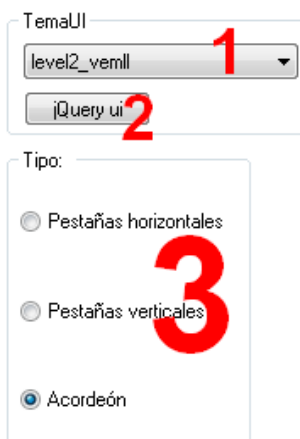 TemaUI
level2_vemll
1
jQuery ui
2
Tipo:
Pestañas horizontales
3
Pestañas verticales
Acordeón